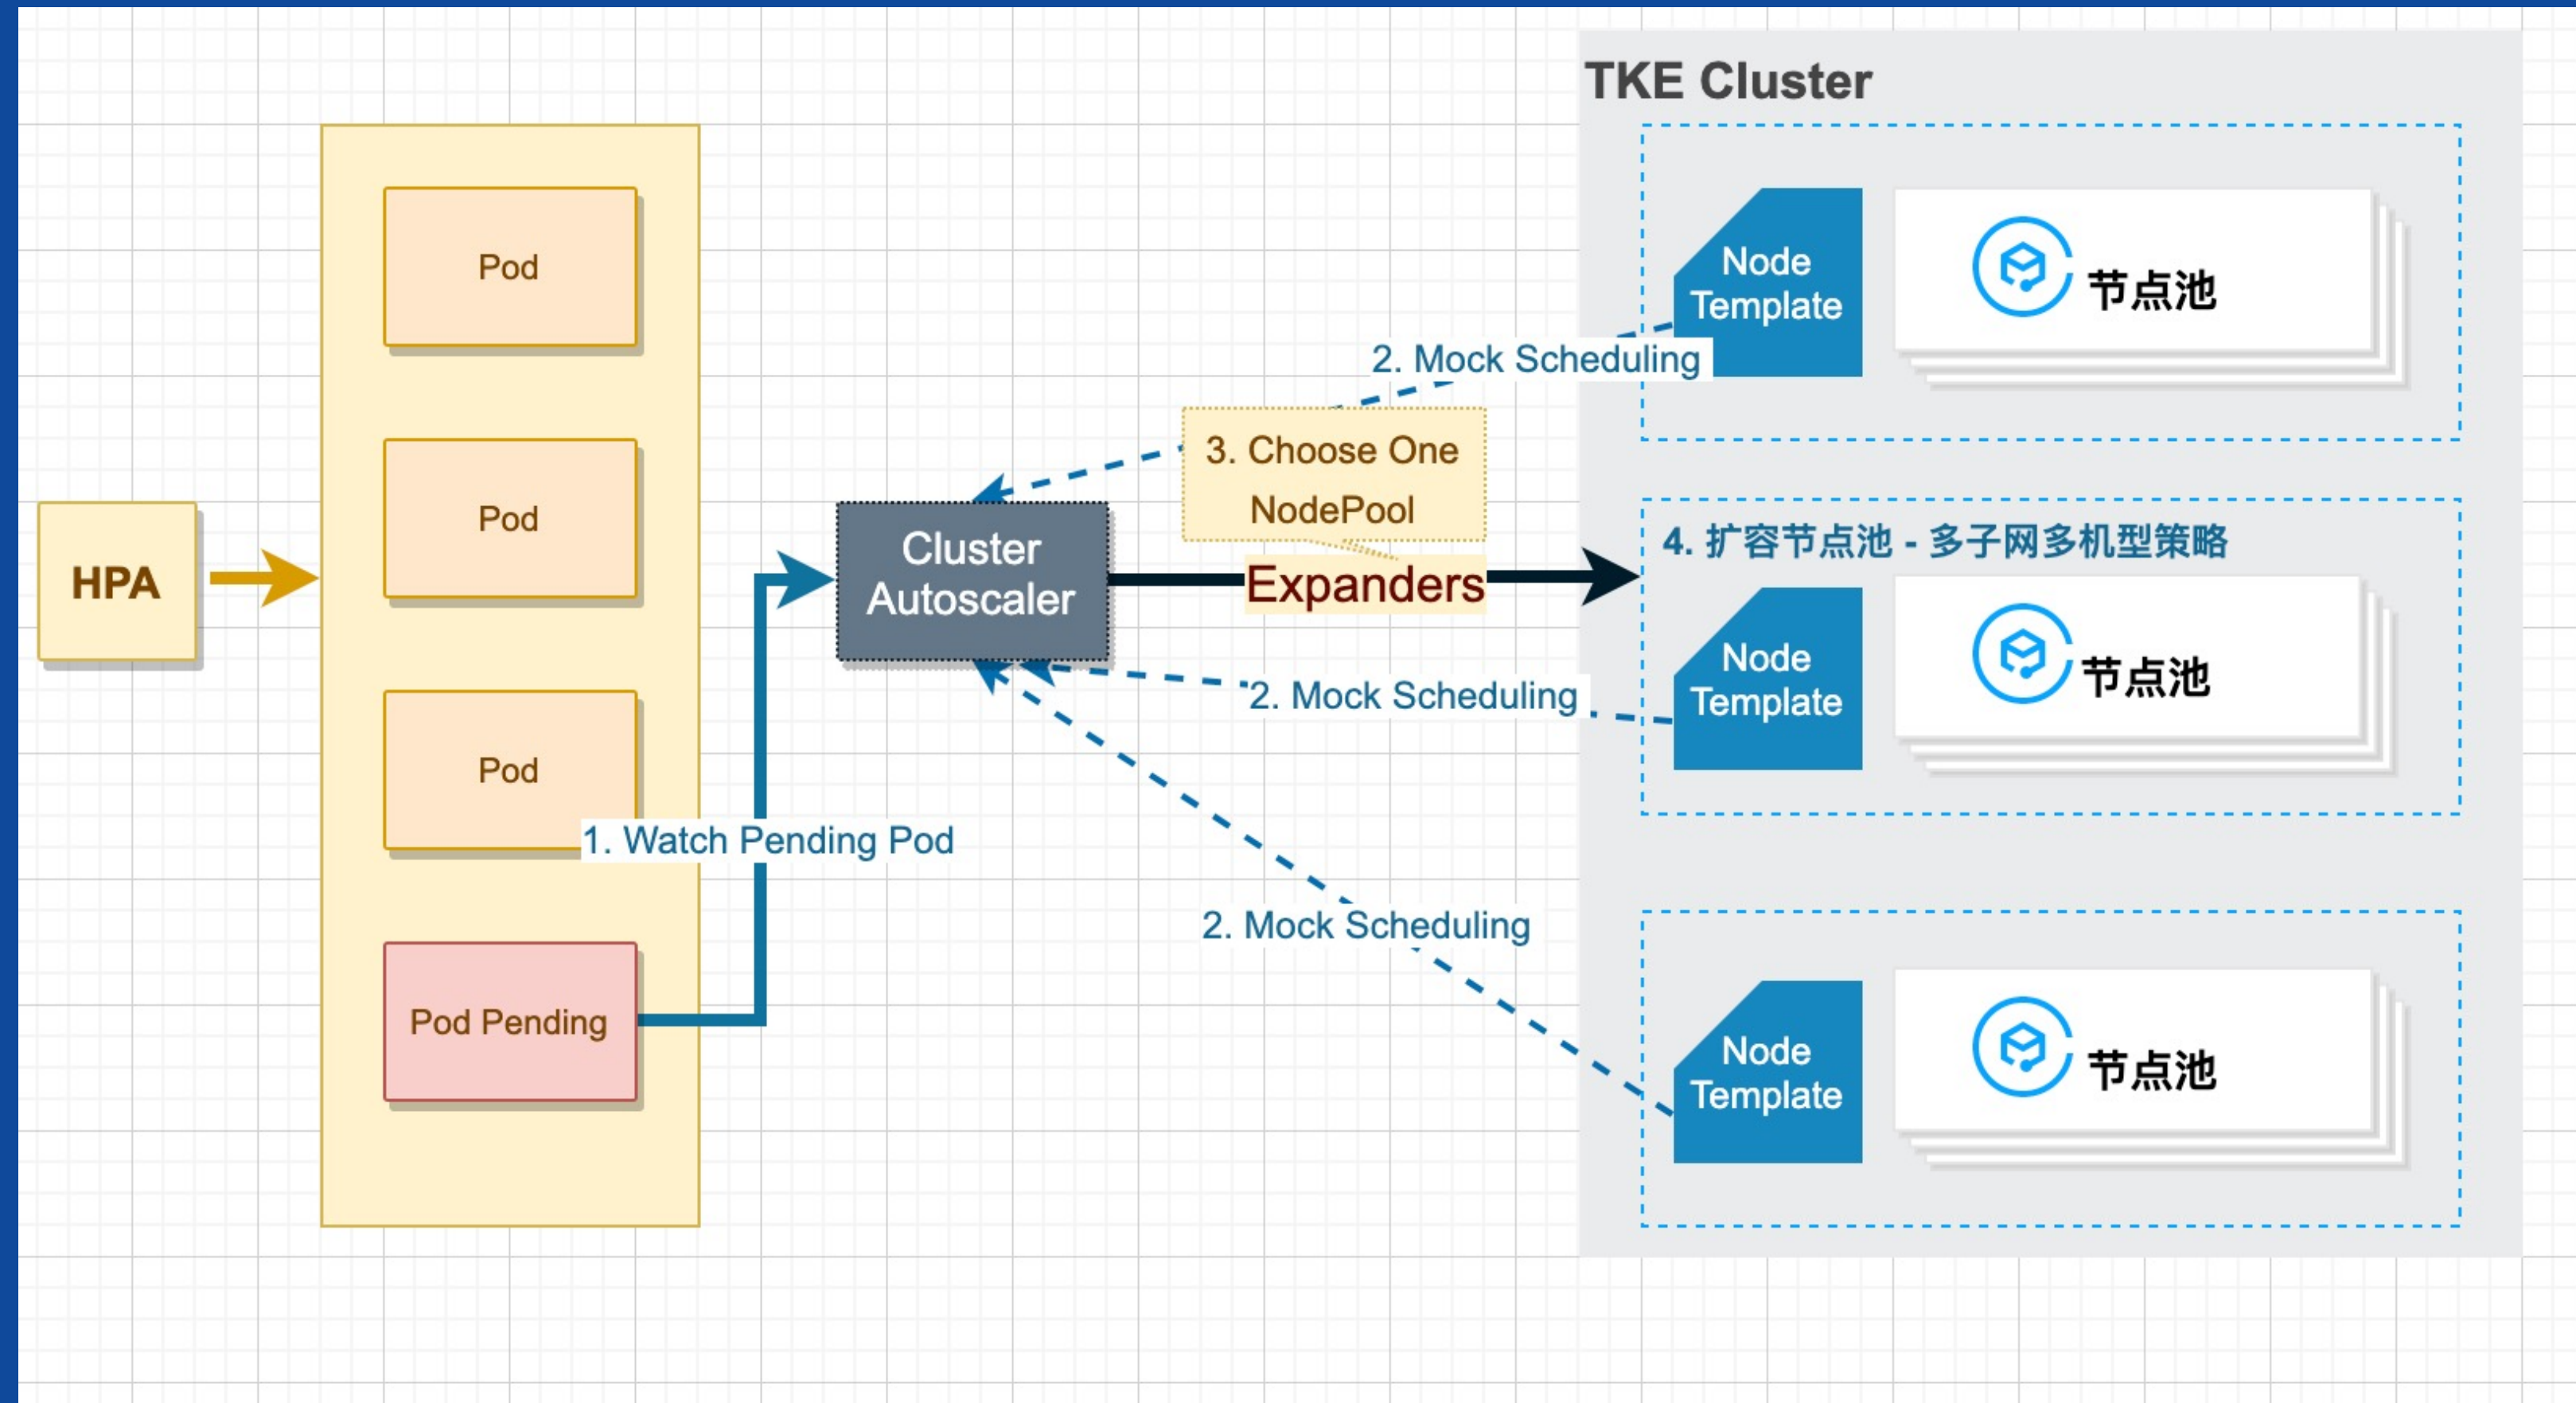 TKE Cluster
HPA
Pod
Pod
Pod
Pod Pending
1. Watch Pending Pod
Cluster
Autoscaler
2. Mock Scheduling
3. Choose One
NodePool
Expanders
2. Mock Scheduling
2. Mock Scheduling
Node
Template
节点池
4. 扩容节点池 - 多子网多机型策略
Node
Template
节点池
Node
Template
节点池